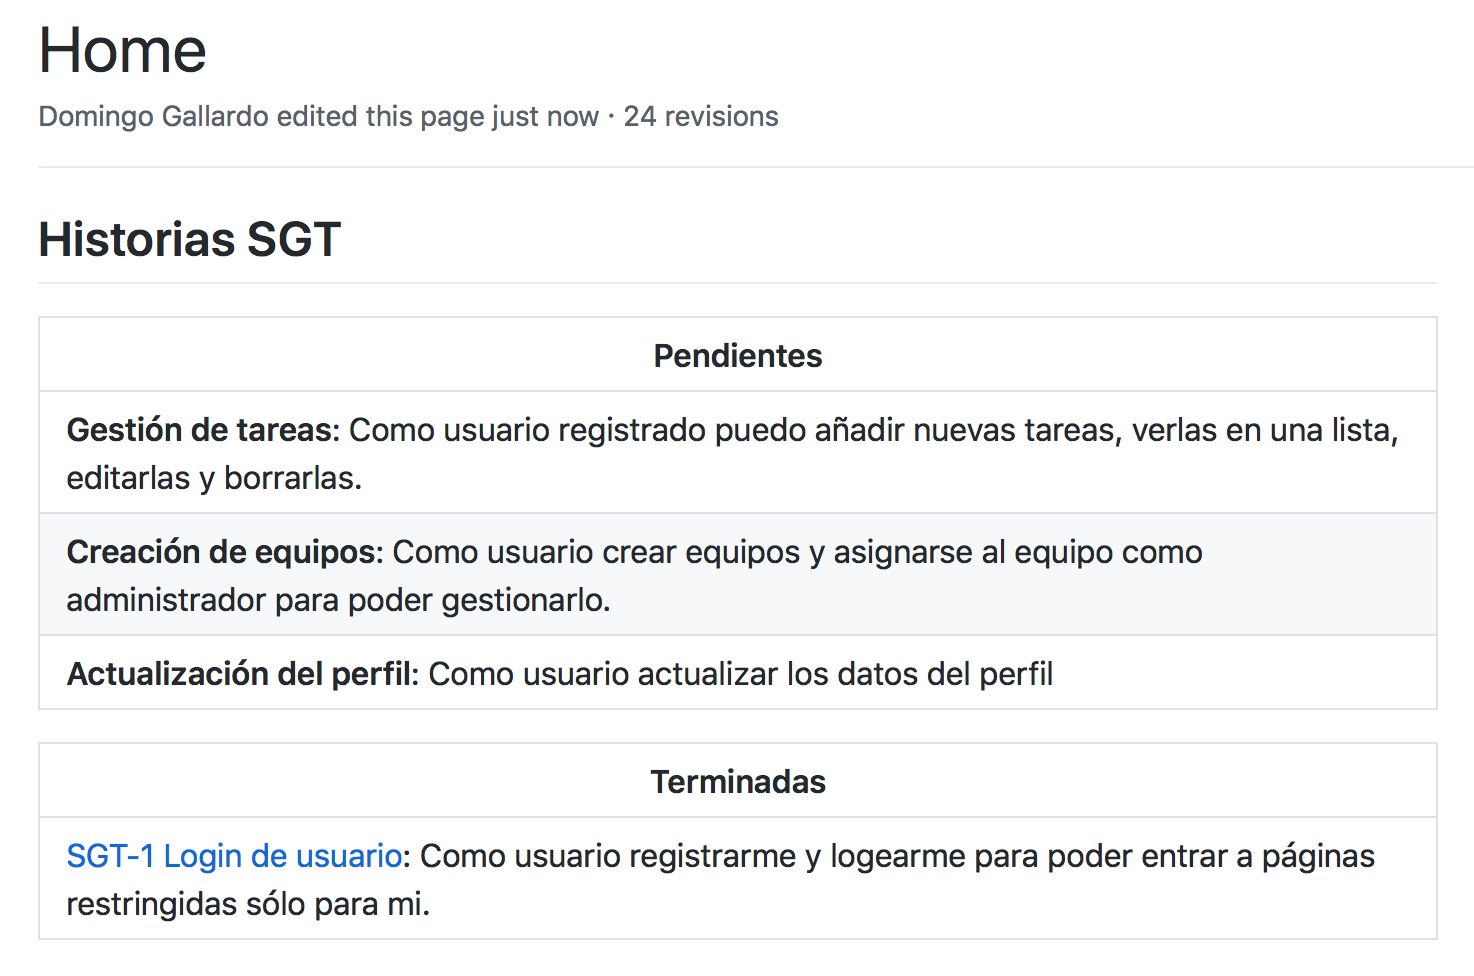 Home
Domingo Gallardo edited this page just now · 24 revisions
Historias SGT
Pendientes
Gestión de tareas: Como usuario registrado puedo añadir nuevas tareas, verlas en una lista,
editarlas y borrarlas.
Creación de equipos: Como usuario crear equipos y asignarse al equipo como
administrador para poder gestionarlo.
Actualización del perfil: Como usuario actualizar los datos del perfil
Terminadas
SGT-1 Login de usuario: Como usuario registrarme y logearme para poder entrar a páginas
restringidas sólo para mi.